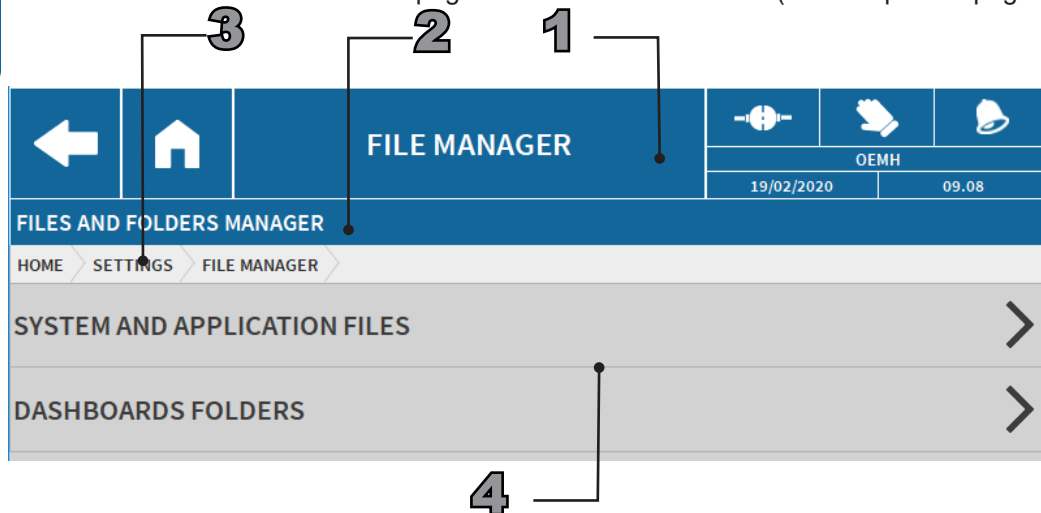 3 2 1
FILE MANAGER
OEMH
19/02/2020 09.08
FILES AND FOLDERS MANAGER
HOME SETTINGS FILE MANAGER
SYSTEM AND APPLICATION FILES
DASHBOARDS FOLDERS
4